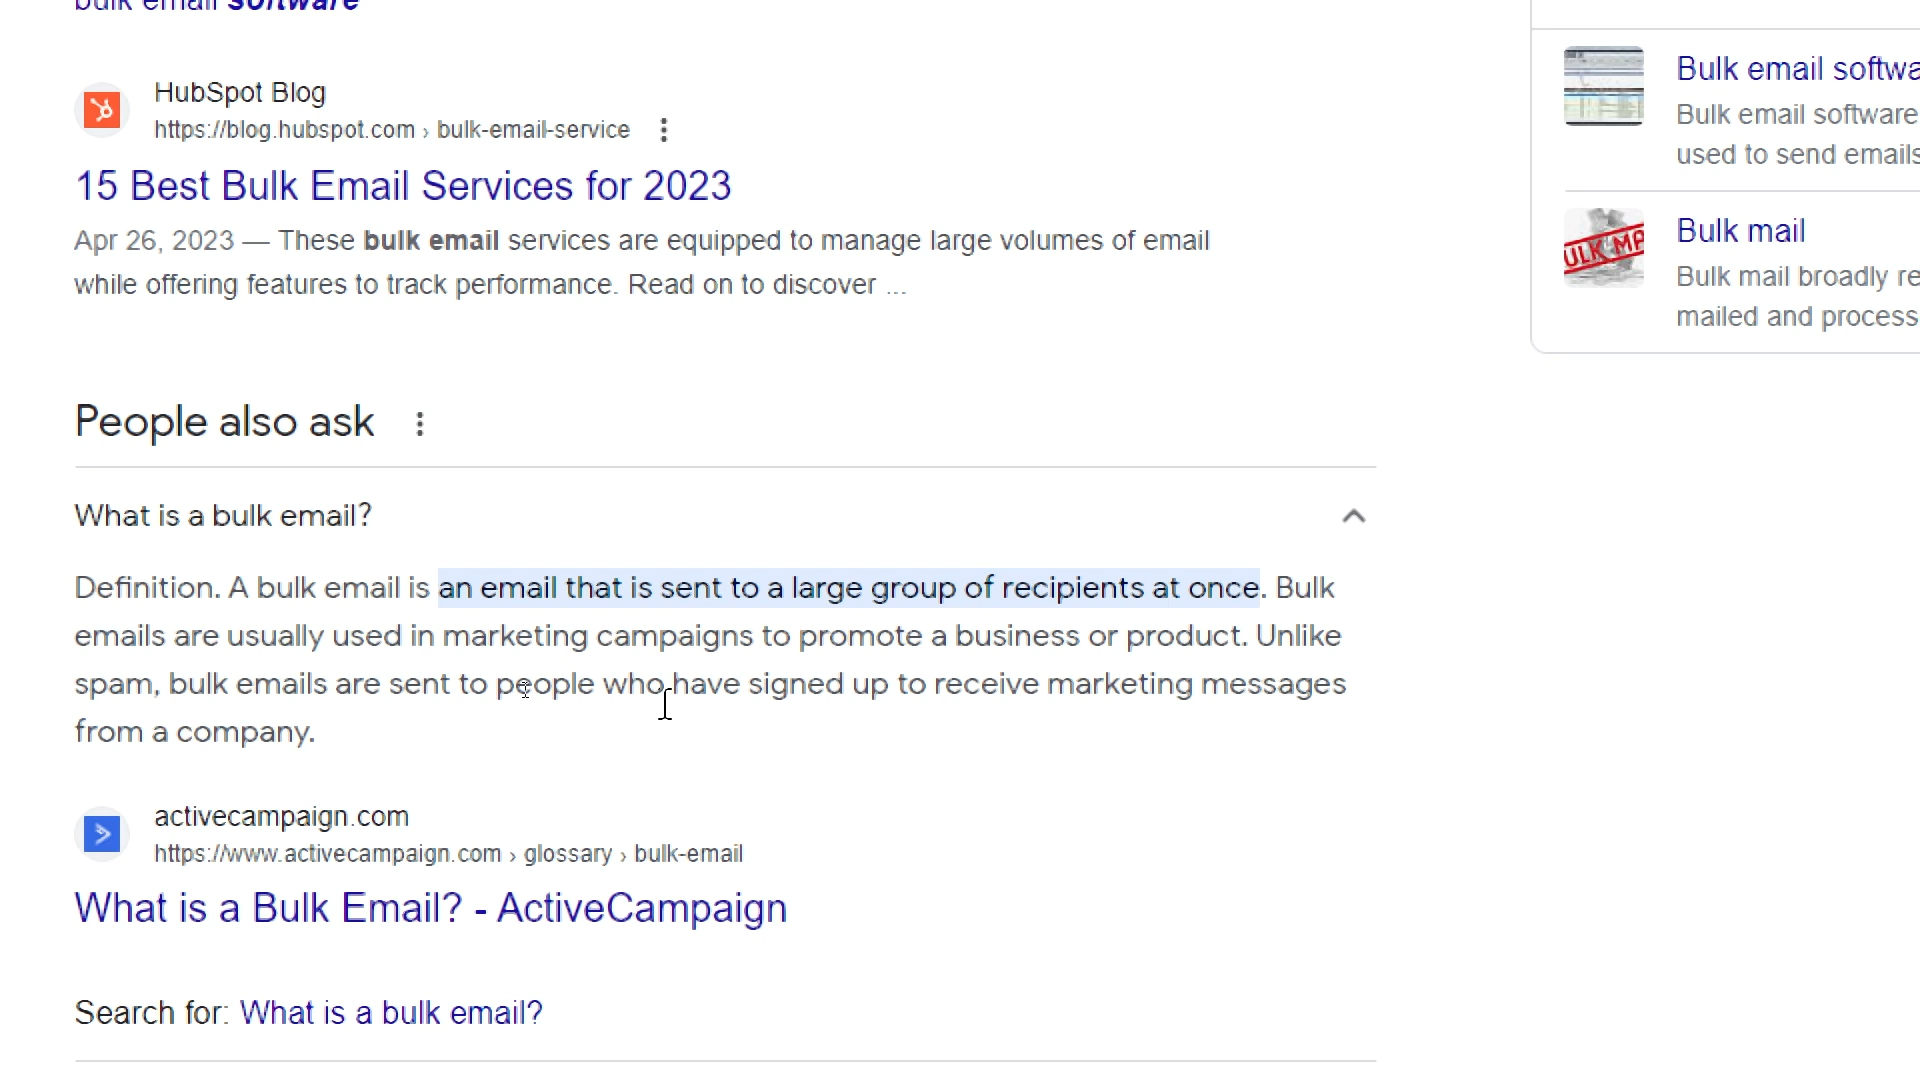 bulk email software
HubSpot Blog
https://blog.hubspot.com › bulk-email-service
15 Best Bulk Email Services for 2023
Apr 26, 2023 — These bulk email services are equipped to manage large volumes of email
while offering features to track performance. Read on to discover ...
People also ask
What is a bulk email?
Definition. A bulk email is an email that is sent to a large group of recipients at once. Bulk
emails are usually used in marketing campaigns to promote a business or product. Unlike
spam, bulk emails are sent to people who have signed up to receive marketing messages
from a company.
activecampaign.com
https://www.activecampaign.com › glossary › bulk-email
What is a Bulk Email? - ActiveCampaign
Search for: What is a bulk email?
Bulk email softwa
Bulk email software
used to send emails
ULK MA
Bulk mail
Bulk mail broadly re
mailed and process